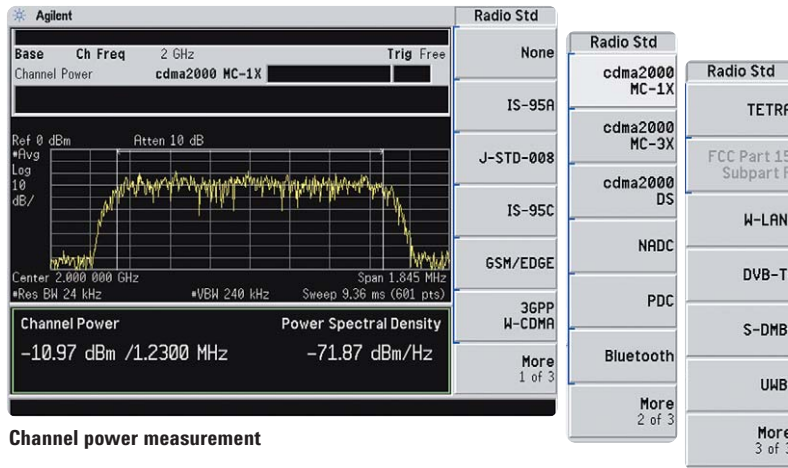 Agilent
Base Ch Freq 2 GHz Trig Free
Channel Power cdma2000 MC-1X
Ref 0 dBm Atten 10 dB
*Avg
Log
10
dB/
Center 2.000 000 GHz Span 1.845 MHz
*Res BW 24 kHz *VBW 240 kHz Sweep 9.36 ms (601 pts)
Channel Power Power Spectral Density
-10.97 dBm /1.2300 MHz -71.87 dBm/Hz
Radio Std
None
IS-95A
J-STD-008
IS-95C
GSM/EDGE
3GPP
W-CDMA
More
1 of 3
Radio Std
cdma2000
MC-1X
cdma2000
MC-3X
cdma2000
DS
NADC
PDC
Bluetooth
More
2 of 3
Radio Std
TETRA
FCC Part 15
Subpart F
W-LAN
DVB-T
S-DMB
UWB
More
3 of 3
Channel power measurement